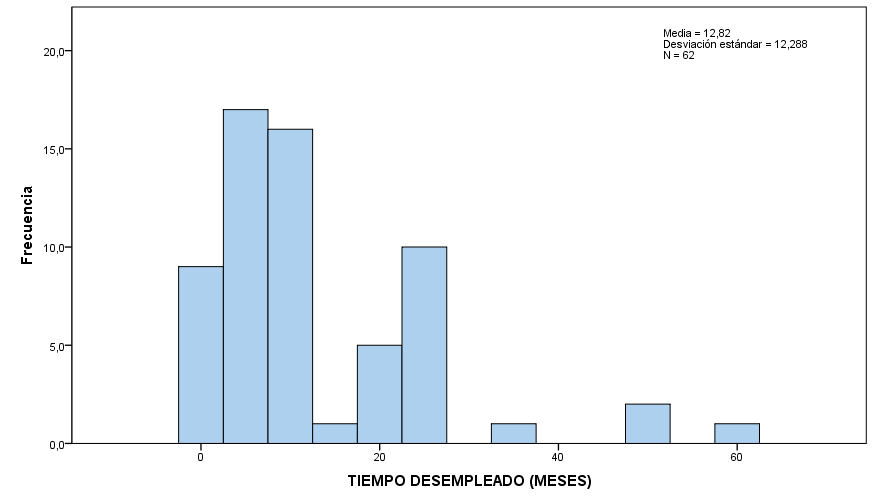 Media = 12,82
Desviación estándar = 12,288
N = 62
20,0
15,0
10,0
5,0
0,0
Frecuencia
0 20 40 60
TIEMPO DESEMPLEADO (MESES)